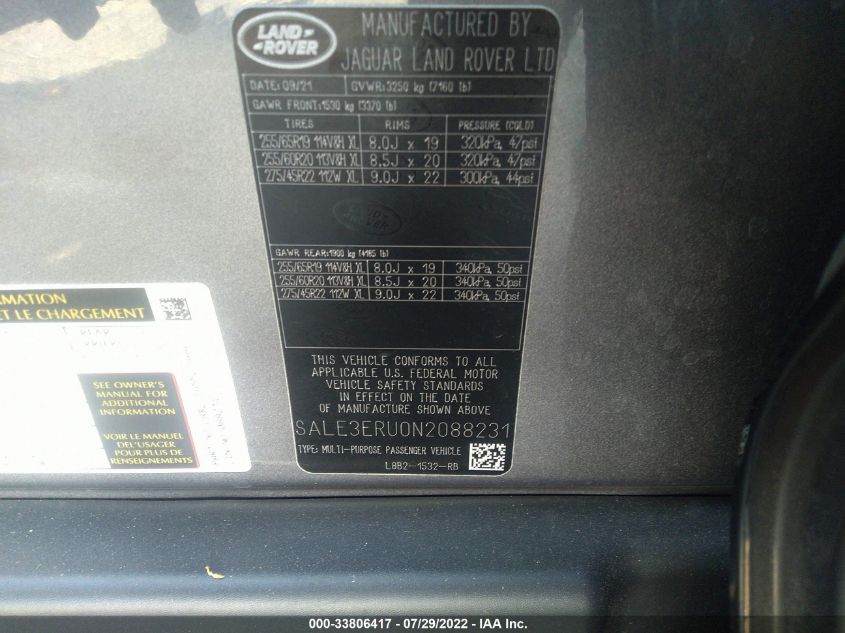 LAND
ROVER
MANUFACTURED BY
JAGUAR LAND ROVER LTD
DATE: 09/21 GVWR: 3250 kg (7160 lb)
GAWR FRONT: 1530 kg (3370 lb)
TIRES RIMS PRESSURE (COLD)
255/65R19 114V&H XL 8.0J x 19 320kPa, 47psi
255/60R20 113V&H XL 8.5J x 20 320kPa, 47psi
275/45R22 112W XL 9.0J x 22 300kPa, 44psi
GAWR REAR: 1900 kg (4185 lb)
255/65R19 114V&H XL 8.0J x 19 340kPa, 50psi
255/60R20 113V&H XL 8.5J x 20 340kPa, 50psi
275/45R22 112W XL 9.0J x 22 340kPa, 50psi
THIS VEHICLE CONFORMS TO ALL
APPLICABLE U.S. FEDERAL MOTOR
VEHICLE SAFETY STANDARDS
IN EFFECT ON THE DATE
OF MANUFACTURE SHOWN ABOVE
SALE3ERU0N2088231
TYPE: MULTI-PURPOSE PASSENGER VEHICLE
L8B2-1532-RB
RMATION
ET LE CHARGEMENT
SEE OWNER'S
MANUAL FOR
ADDITIONAL
INFORMATION
VOIR LE MANUEL
DE L'USAGER
POUR PLUS DE
RENSEIGNEMENTS
000-33806417 / 07/29/2022 - IAA Inc.